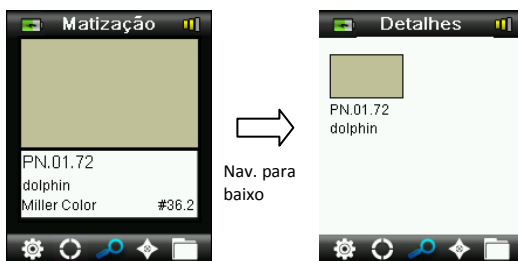 Matização
PN.01.72
dolphin
Miller Color #36.2
Nav. para
baixo
Detalhes
PN.01.72
dolphin